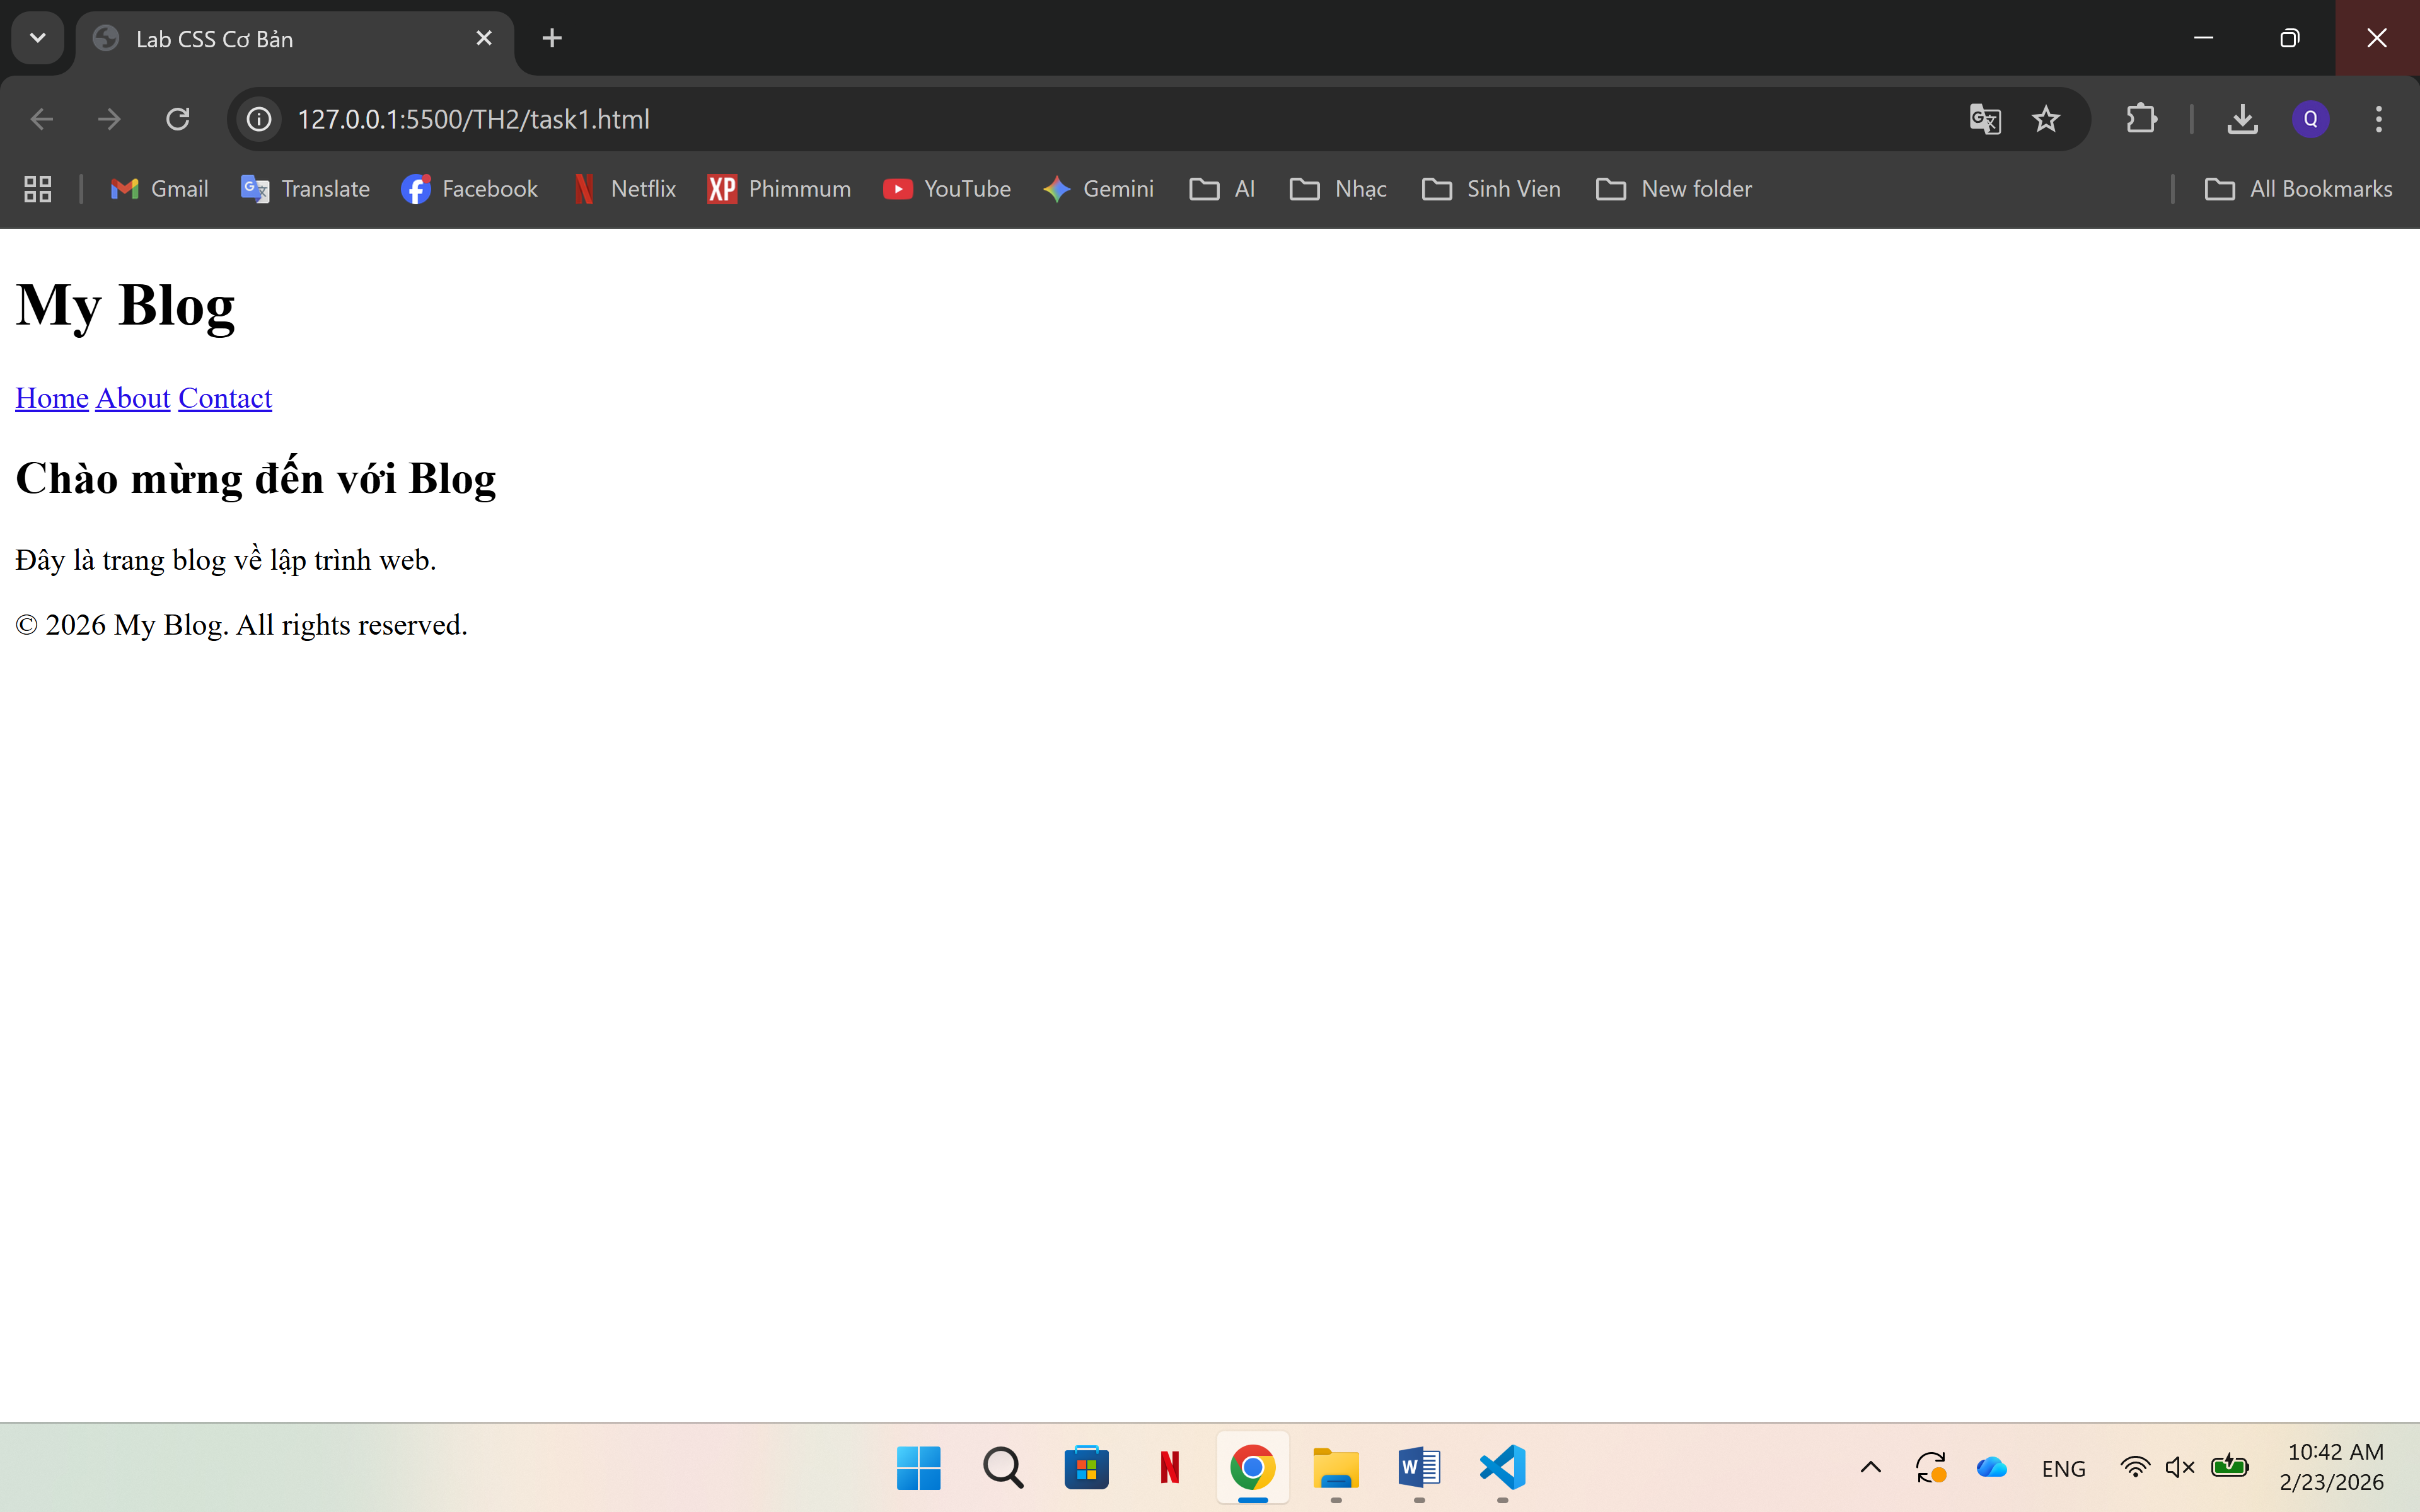 Lab CSS Cơ Bản
127.0.0.1:5500/TH2/task1.html
Gmail Translate Facebook Netflix XP Phimmum YouTube Gemini AI Nhạc Sinh Vien New folder All Bookmarks
My Blog
Home About Contact
Chào mừng đến với Blog
Đây là trang blog về lập trình web.
© 2026 My Blog. All rights reserved.
ENG
10:42 AM
2/23/2026